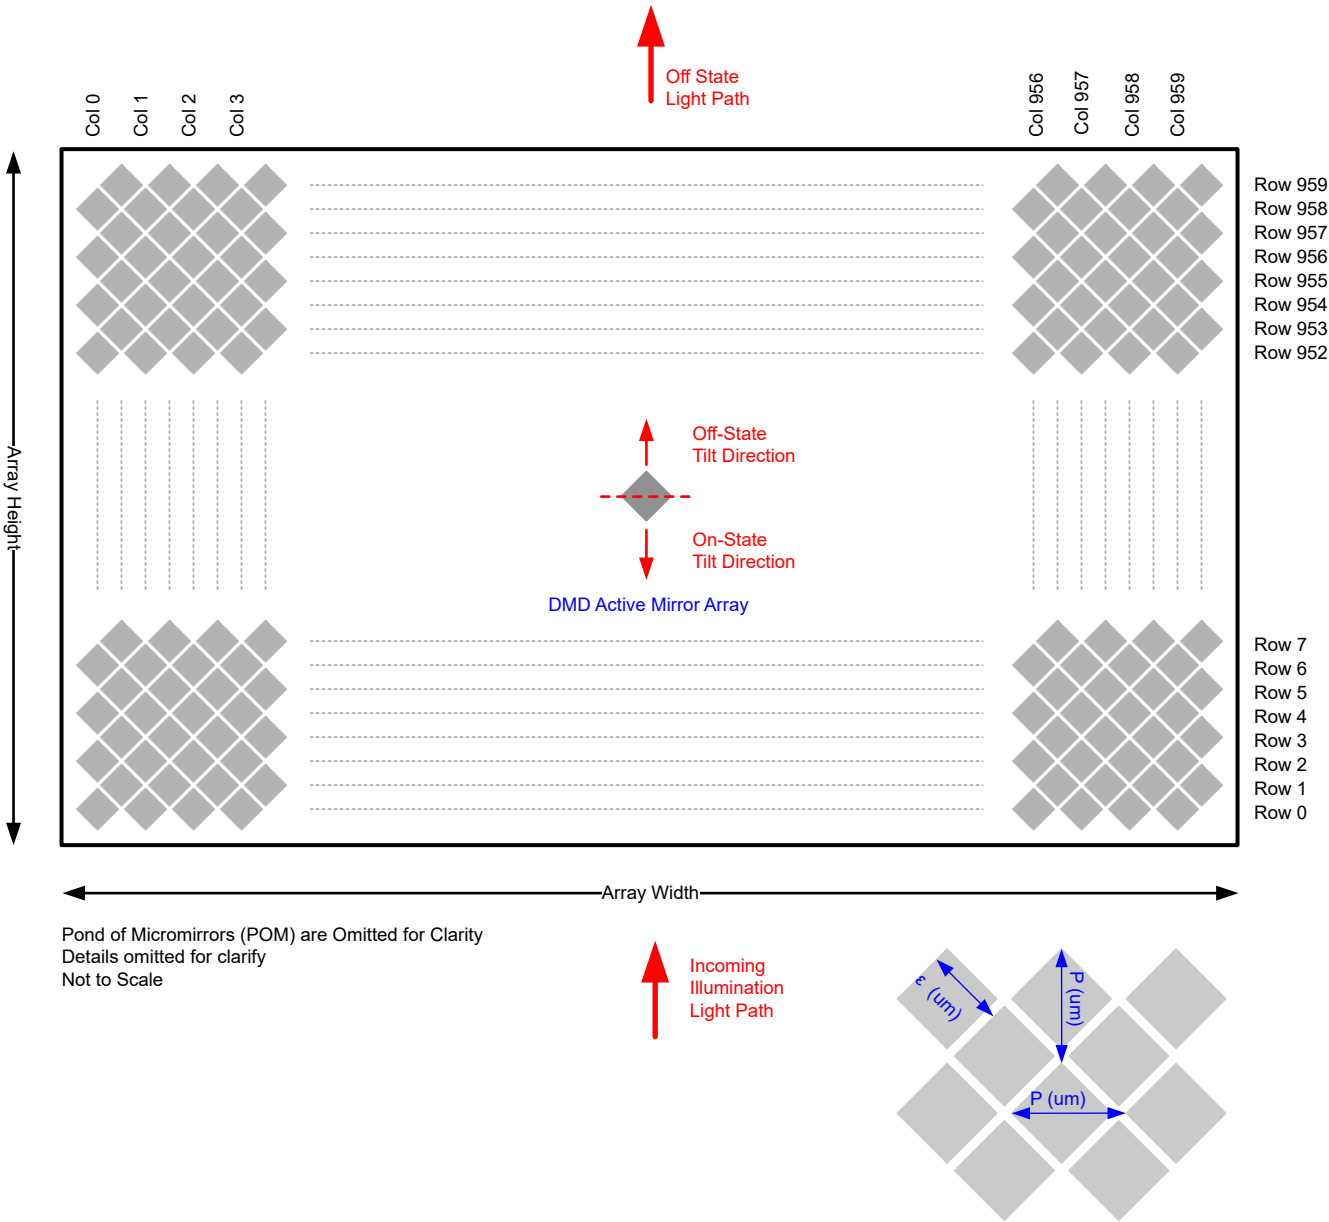 Off State
Light Path
Col 0
Col 1
Col 2
Col 3
Col 956
Col 957
Col 958
Col 959
Row 959
Row 958
Row 957
Row 956
Row 955
Row 954
Row 953
Row 952
Array Height
Off-State
Tilt Direction
On-State
Tilt Direction
DMD Active Mirror Array
Row 7
Row 6
Row 5
Row 4
Row 3
Row 2
Row 1
Row 0
Array Width
Pond of Micromirrors (POM) are Omitted for Clarity
Details omitted for clarify
Not to Scale
Incoming
Illumination
Light Path
ε (um)
P (um)
P (um)